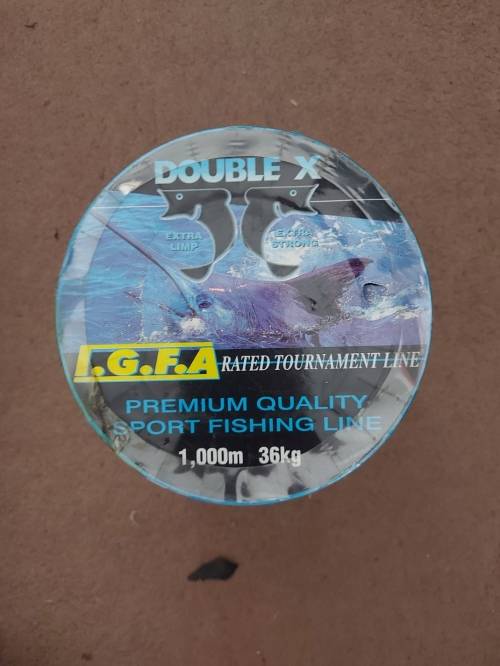 DOUBLE X
EXTRA
LIMP
EXTRA
STRONG
I.G.F.A RATED TOURNAMENT LINE
PREMIUM QUALITY
SPORT FISHING LINE
1,000m 36kg